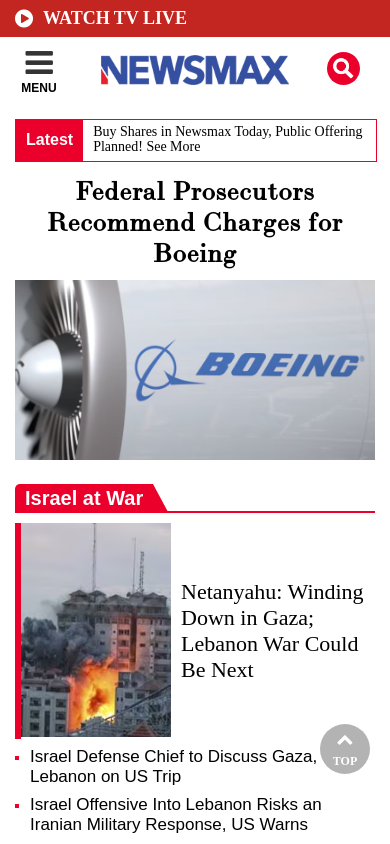 WATCH TV LIVE
MENU
NEWSMAX
Latest
Buy Shares in Newsmax Today, Public Offering
Planned! See More
Federal Prosecutors
Recommend Charges for
Boeing
BOEING
Israel at War
Netanyahu: Winding
Down in Gaza;
Lebanon War Could
Be Next
Israel Defense Chief to Discuss Gaza,
Lebanon on US Trip
TOP
Israel Offensive Into Lebanon Risks an
Iranian Military Response, US Warns